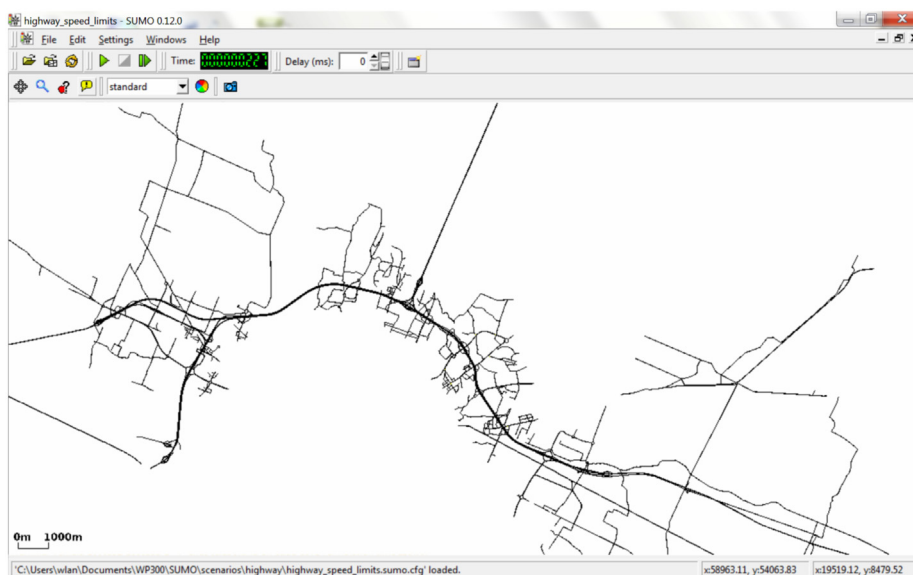 highway_speed_limits - SUMO 0.12.0
File Edit Settings Windows Help
Time: 000000227 Delay (ms): 0
standard
0m 1000m
'C:\Users\wlan\Documents\WP300\SUMO\scenarios\highway\highway_speed_limits.sumo.cfg' loaded. x:58963.11, y:54063.83 x:19519.12, y:8479.52